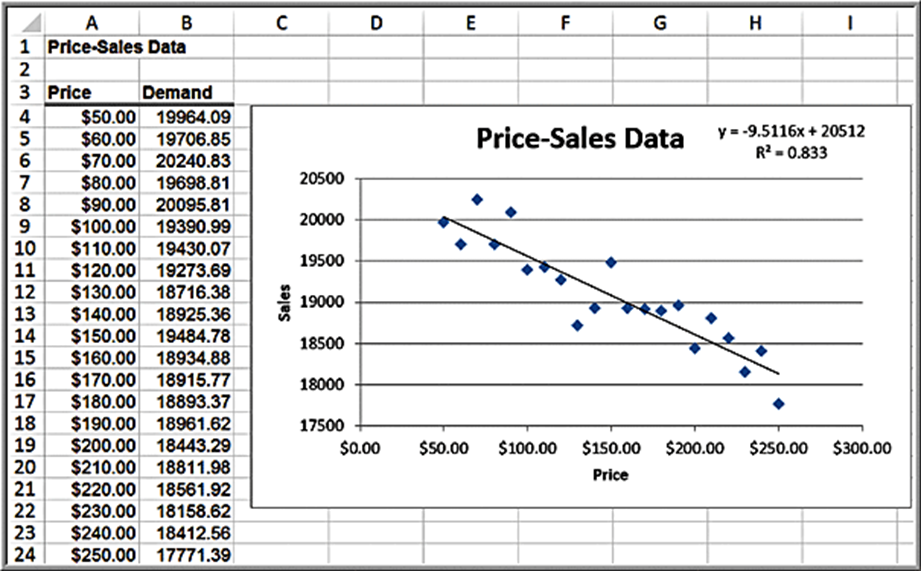 A B C D E F G H I
1 Price-Sales Data
2
3 Price Demand
4 $50.00 19964.09
5 $60.00 19706.85
6 $70.00 20240.83
7 $80.00 19698.81
8 $90.00 20095.81
9 $100.00 19390.99
10 $110.00 19430.07
11 $120.00 19273.69
12 $130.00 18716.38
13 $140.00 18925.36
14 $150.00 19484.78
15 $160.00 18934.88
16 $170.00 18915.77
17 $180.00 18893.37
18 $190.00 18961.62
19 $200.00 18443.29
20 $210.00 18811.98
21 $220.00 18561.92
22 $230.00 18158.62
23 $240.00 18412.56
24 $250.00 17771.39
Price-Sales Data
y = -9.5116x + 20512
R² = 0.833
20500
20000
19500
19000
18500
18000
17500
Sales
$0.00 $50.00 $100.00 $150.00 $200.00 $250.00 $300.00
Price